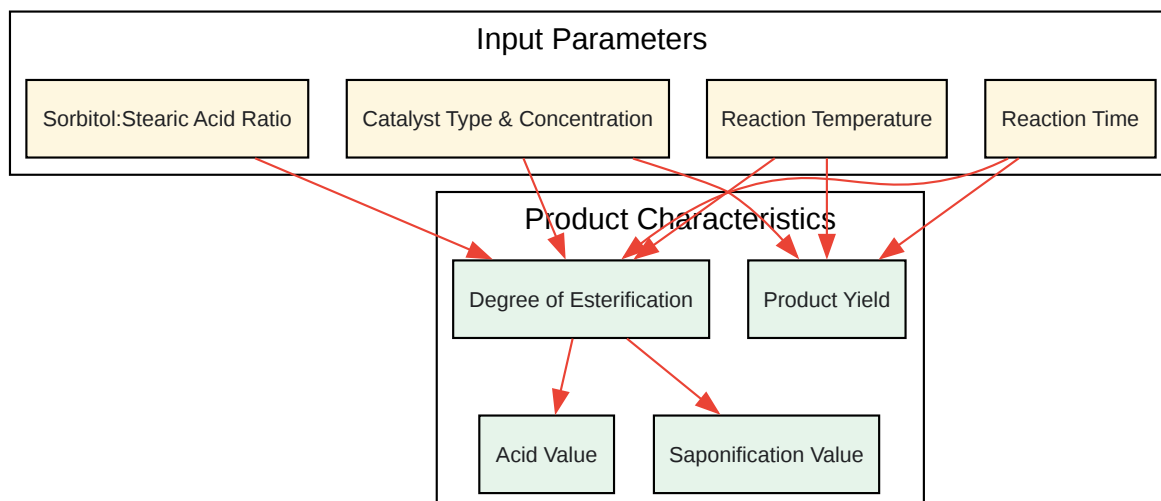 Input Parameters
Sorbitol:Stearic Acid Ratio
Catalyst Type & Concentration
Reaction Temperature
Reaction Time
Product Characteristics
Degree of Esterification
Product Yield
Acid Value
Saponification Value